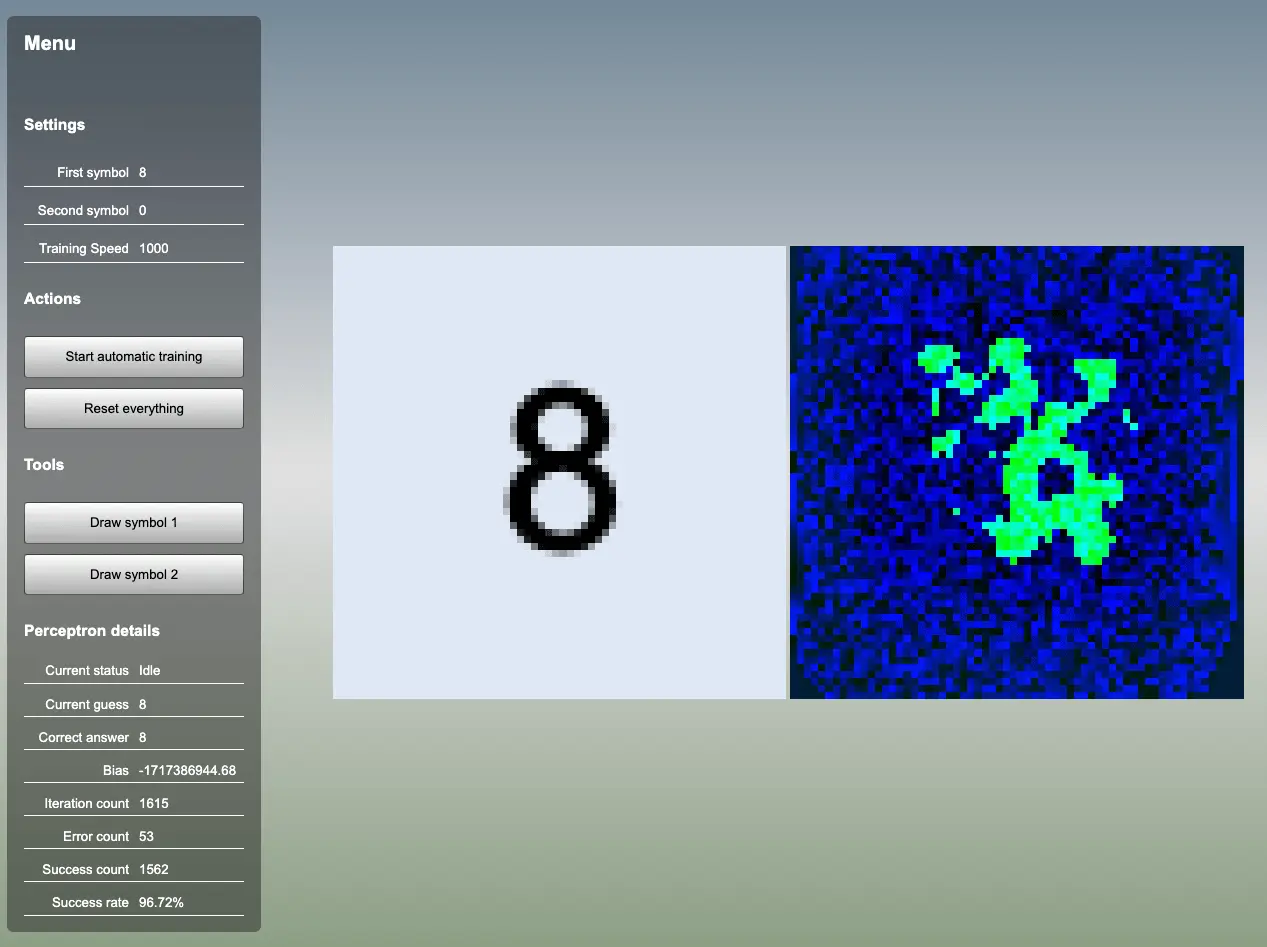 Menu
Settings
First symbol 8
Second symbol 0
Training Speed 1000
Actions
Start automatic training
Reset everything
Tools
Draw symbol 1
Draw symbol 2
Perceptron details
Current status Idle
Current guess 8
Correct answer 8
Bias -1717386944.68
Iteration count 1615
Error count 53
Success count 1562
Success rate 96.72%
8